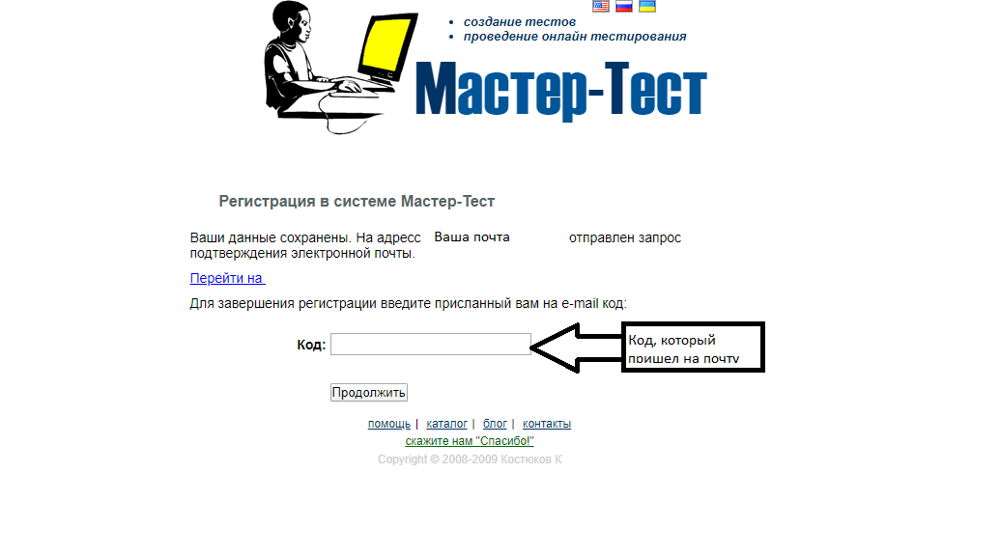 создание тестов
проведение онлайн тестирования
Мастер-Тест
Регистрация в системе Мастер-Тест
Ваши данные сохранены. На адресс Ваша почта отправлен запрос
подтверждения электронной почты.
Перейти на
Для завершения регистрации введите присланный вам на e-mail код:
Код:
Код, который
пришел на почту
Продолжить
помощь | каталог | блог | контакты
скажите нам "Спасибо!"
Copyright © 2008-2009 Костюков К